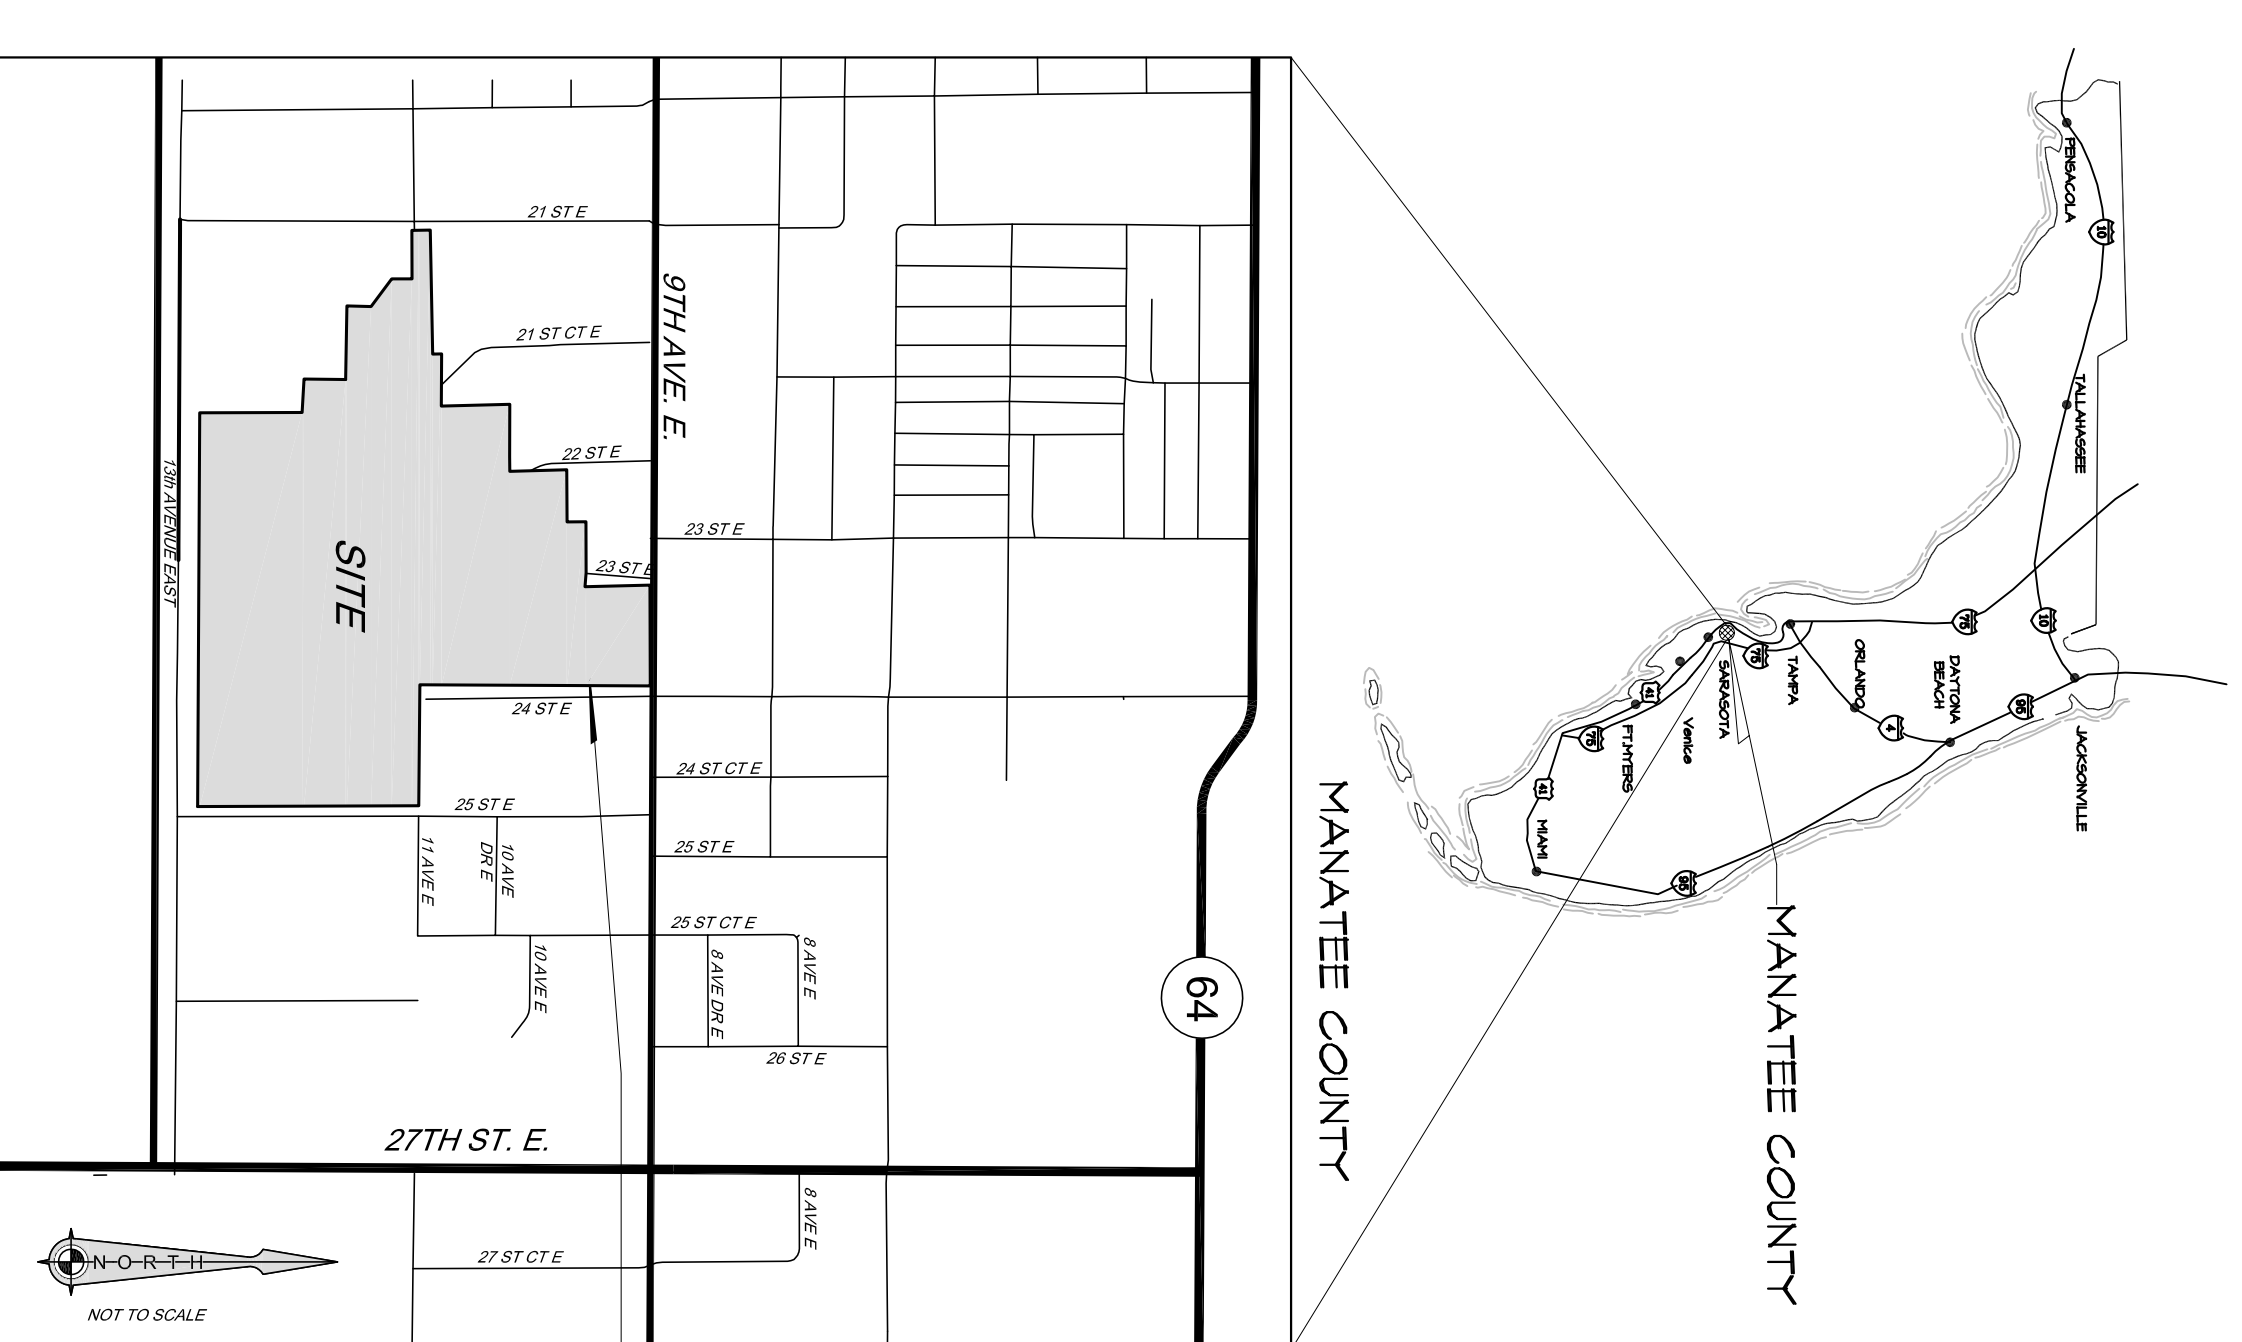 21 ST E
21 ST CT E
22 ST E
23 ST E
23 ST E
9TH AVE. E.
13th AVENUE EAST
SITE
24 ST E
24 ST CT E
25 ST E
25 ST E
11 AVE E
10 AVE
DR E
10 AVE E
25 ST CT E
8 AVE DR E
8 AVE E
26 ST E
64
27TH ST. E.
8 AVE E
27 ST CT E
NORTH
NOT TO SCALE
MANATEE COUNTY
MANATEE COUNTY
PENSACOLA
10
TALLAHASSEE
10
75
JACKSONVILLE
95
DAYTONA
BEACH
4
ORLANDO
TAMPA
75
SARASOTA
Venice
41
FT.MYERS
75
41
MIAMI
95